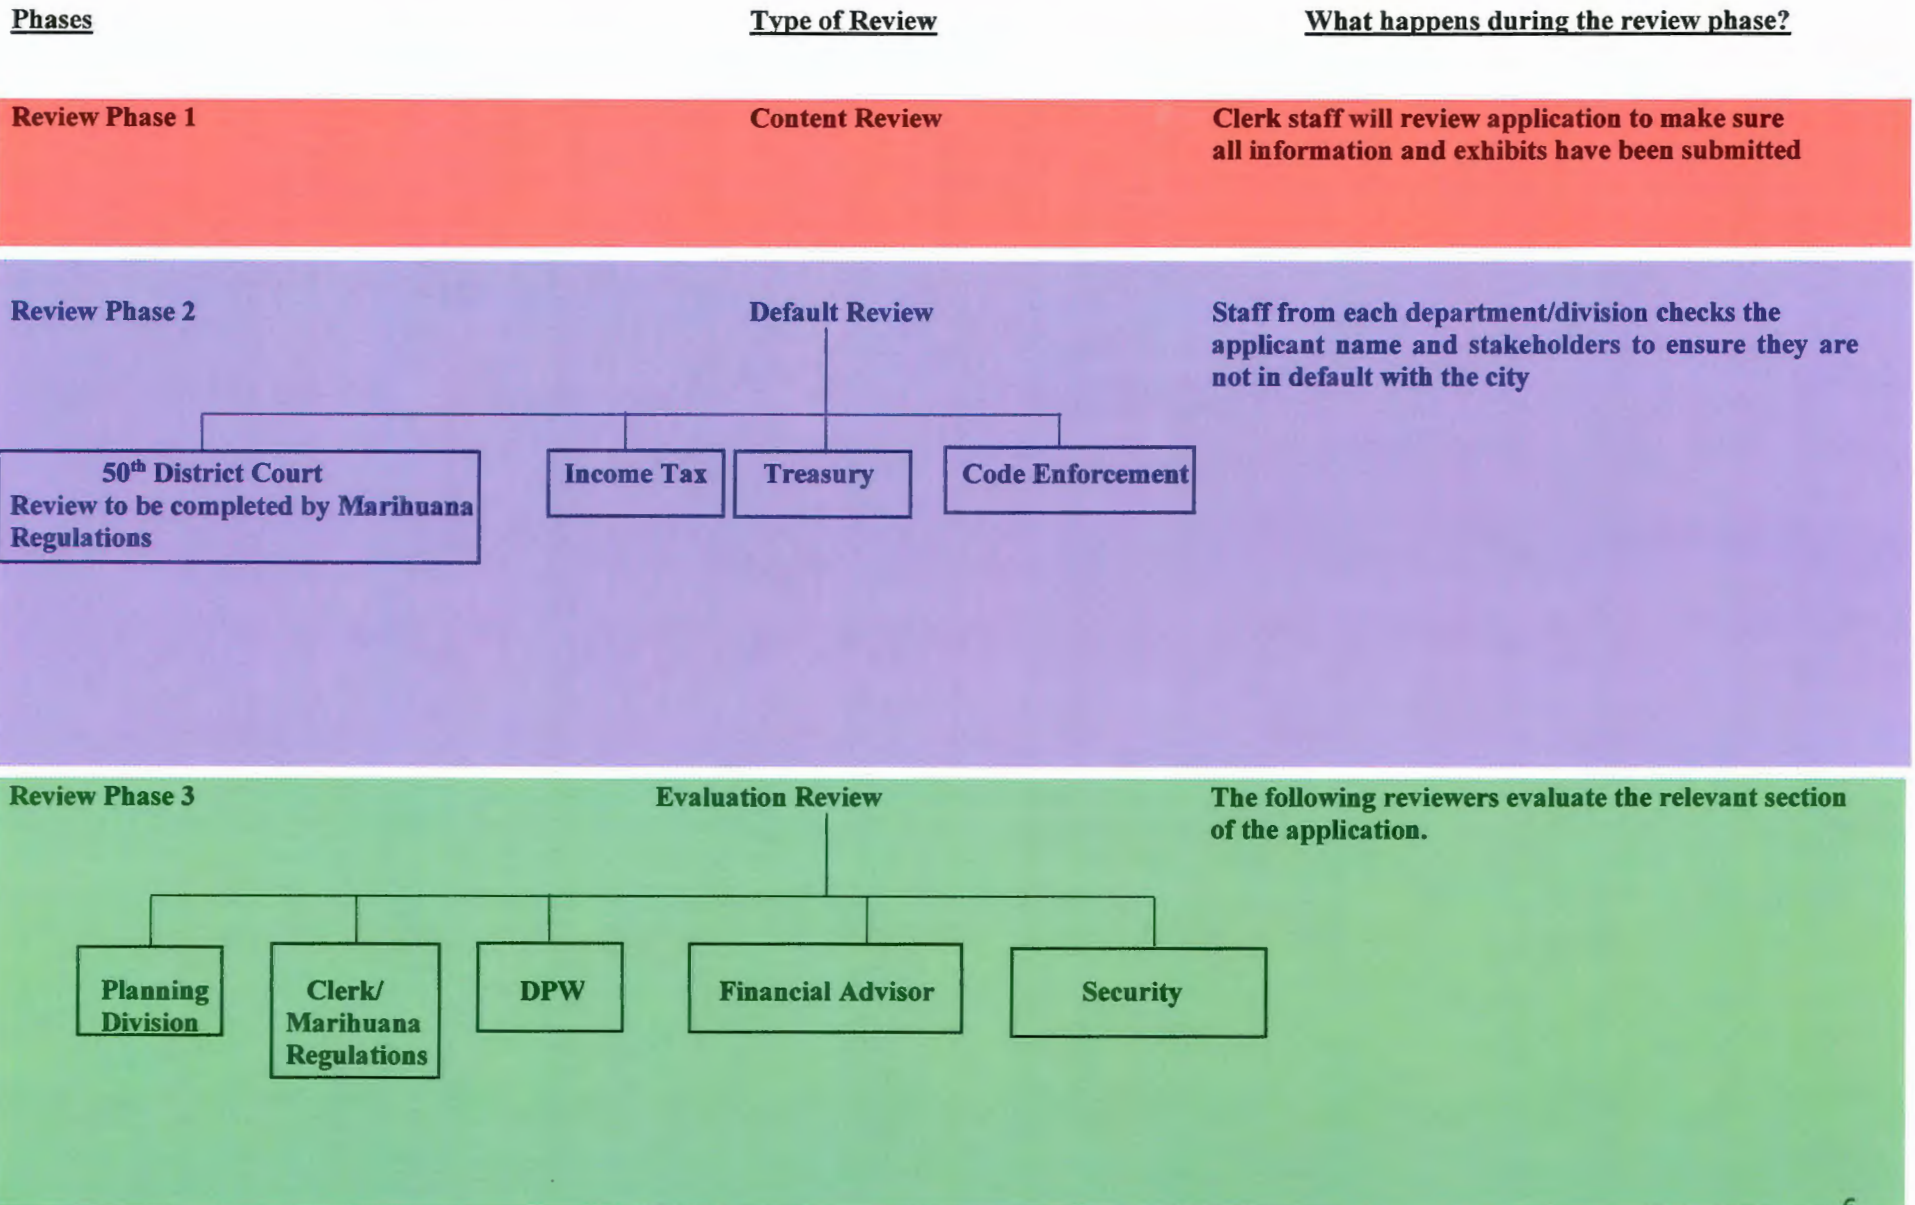 Phases Type of Review What happens during the review phase?
Review Phase 1 Content Review Clerk staff will review application to make sure
all information and exhibits have been submitted
Review Phase 2 Default Review Staff from each department/division checks the
applicant name and stakeholders to ensure they are
not in default with the city
50th District Court
Review to be completed by Marihuana
Regulations
Income Tax
Treasury
Code Enforcement
Review Phase 3 Evaluation Review The following reviewers evaluate the relevant section
of the application.
Planning
Division
Clerk/
Marihuana
Regulations
DPW
Financial Advisor
Security